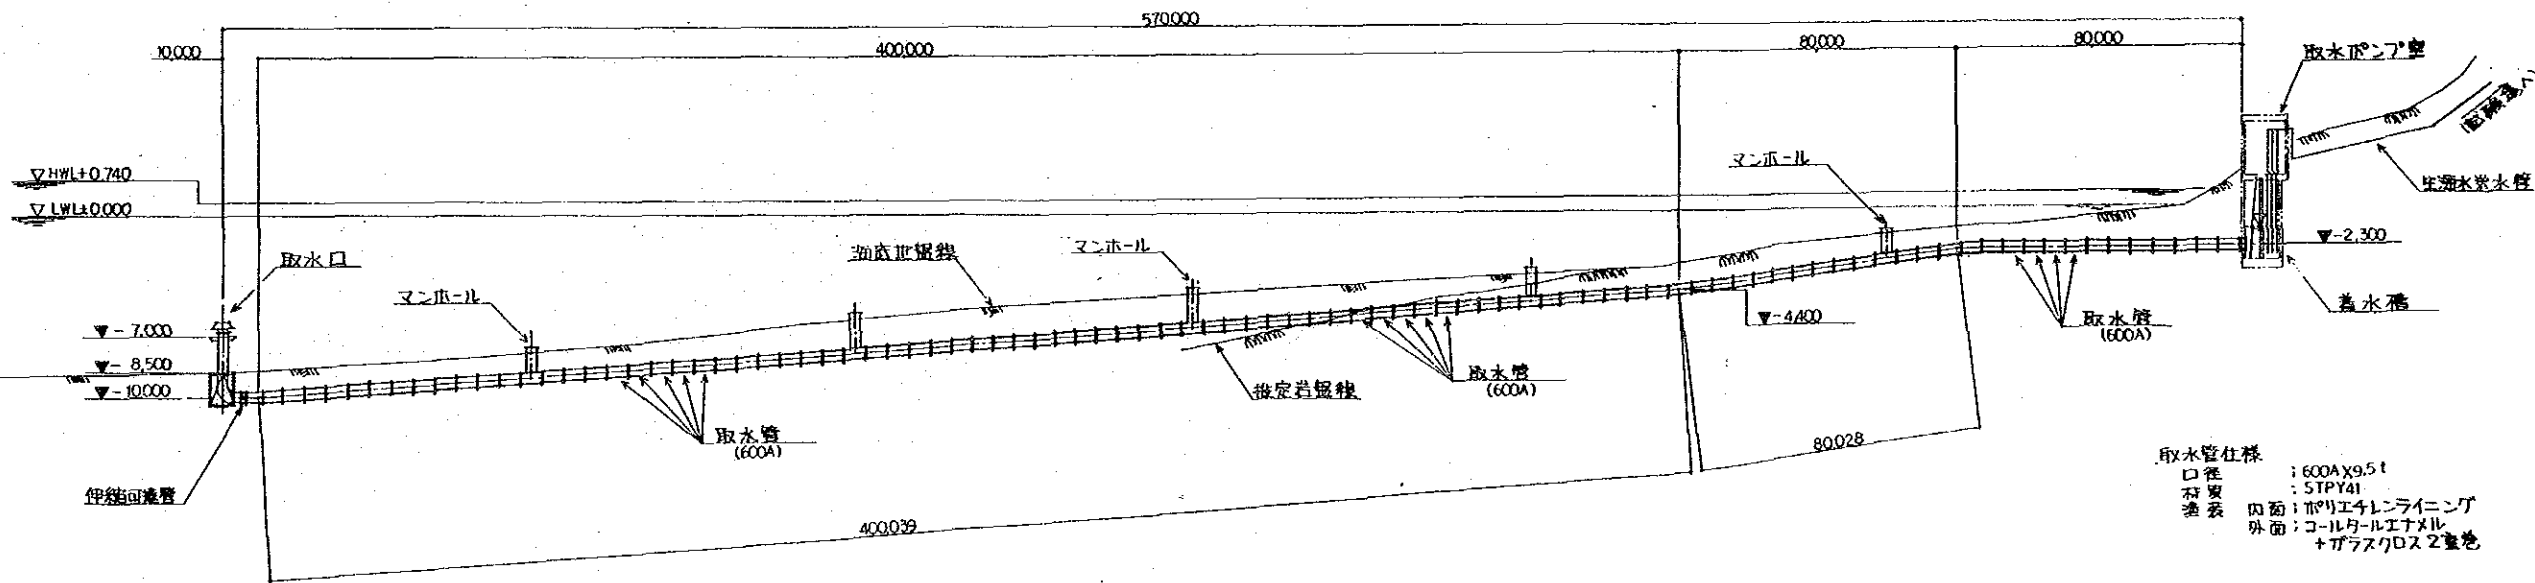 570,000
10,000
400,000
80,000
80,000
取水ポンプ室
HWL+0.740
LWL±0.000
マンホール
生海水送水管
取水口
海底地盤線
マンホール
-2,300
マンホール
-7,000
-8,500
-10,000
-4,400
着水槽
取水管
(600A)
推定岩盤線
取水管
(600A)
取水管
(600A)
80,028
伸縮可撓管
400,039
取水管仕様
口径 ; 600A×9.5t
材質 : STPY41
塗装 内面 ; ポリエチレンライニング
外面 ; コールタールエナメル
+ガラスクロス2重巻